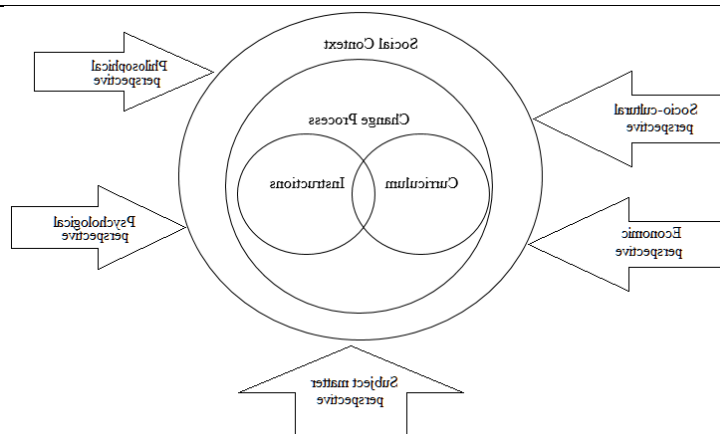 Social Context
Philosophical
perspective
Socio-cultural
perspective
Change Process
Instructions
Curriculum
Psychological
perspective
Economic
perspective
Subject matter
perspective